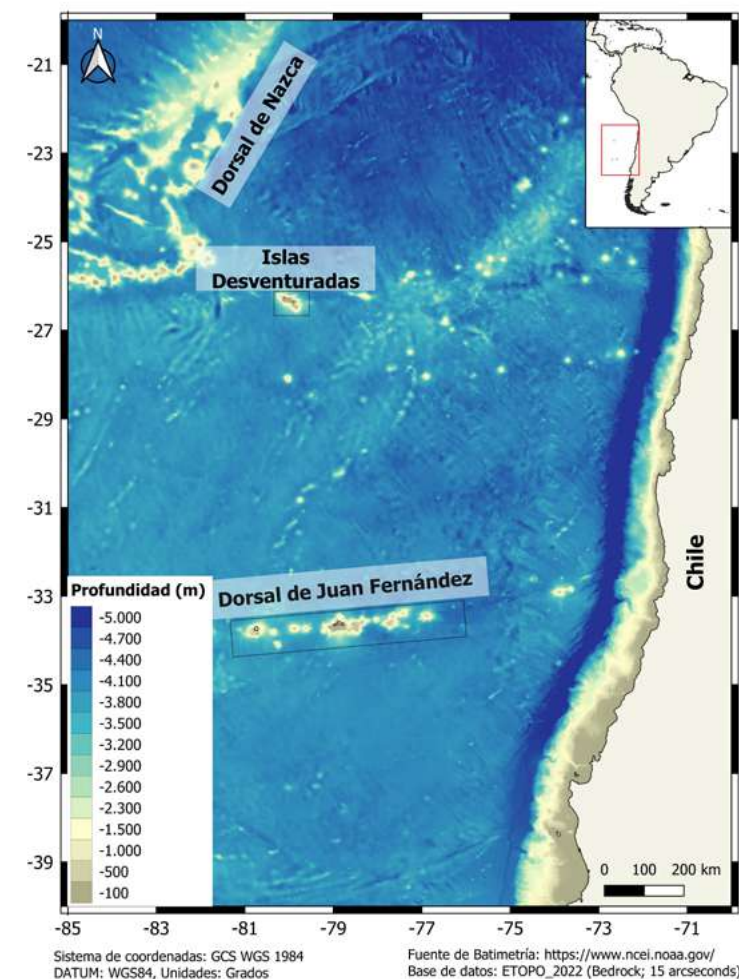 N
-21
-23
-25
-27
-29
-31
-33
-35
-37
-39
Dorsal de Nazca
Islas
Desventuradas
Dorsal de Juan Fernández
Chile
Profundidad (m)
-5.000
-4.700
-4.400
-4.100
-3.800
-3.500
-3.200
-2.900
-2.600
-2.300
-1.500
-1.000
-500
-100
0 100 200 km
-85 -83 -81 -79 -77 -75 -73 -71
Sistema de coordenadas: GCS WGS 1984
DATUM: WGS84, Unidades: Grados
Fuente de Batimetría: https://www.ncei.noaa.gov/
Base de datos: ETOPO_2022 (Bedrock; 15 arcseconds)